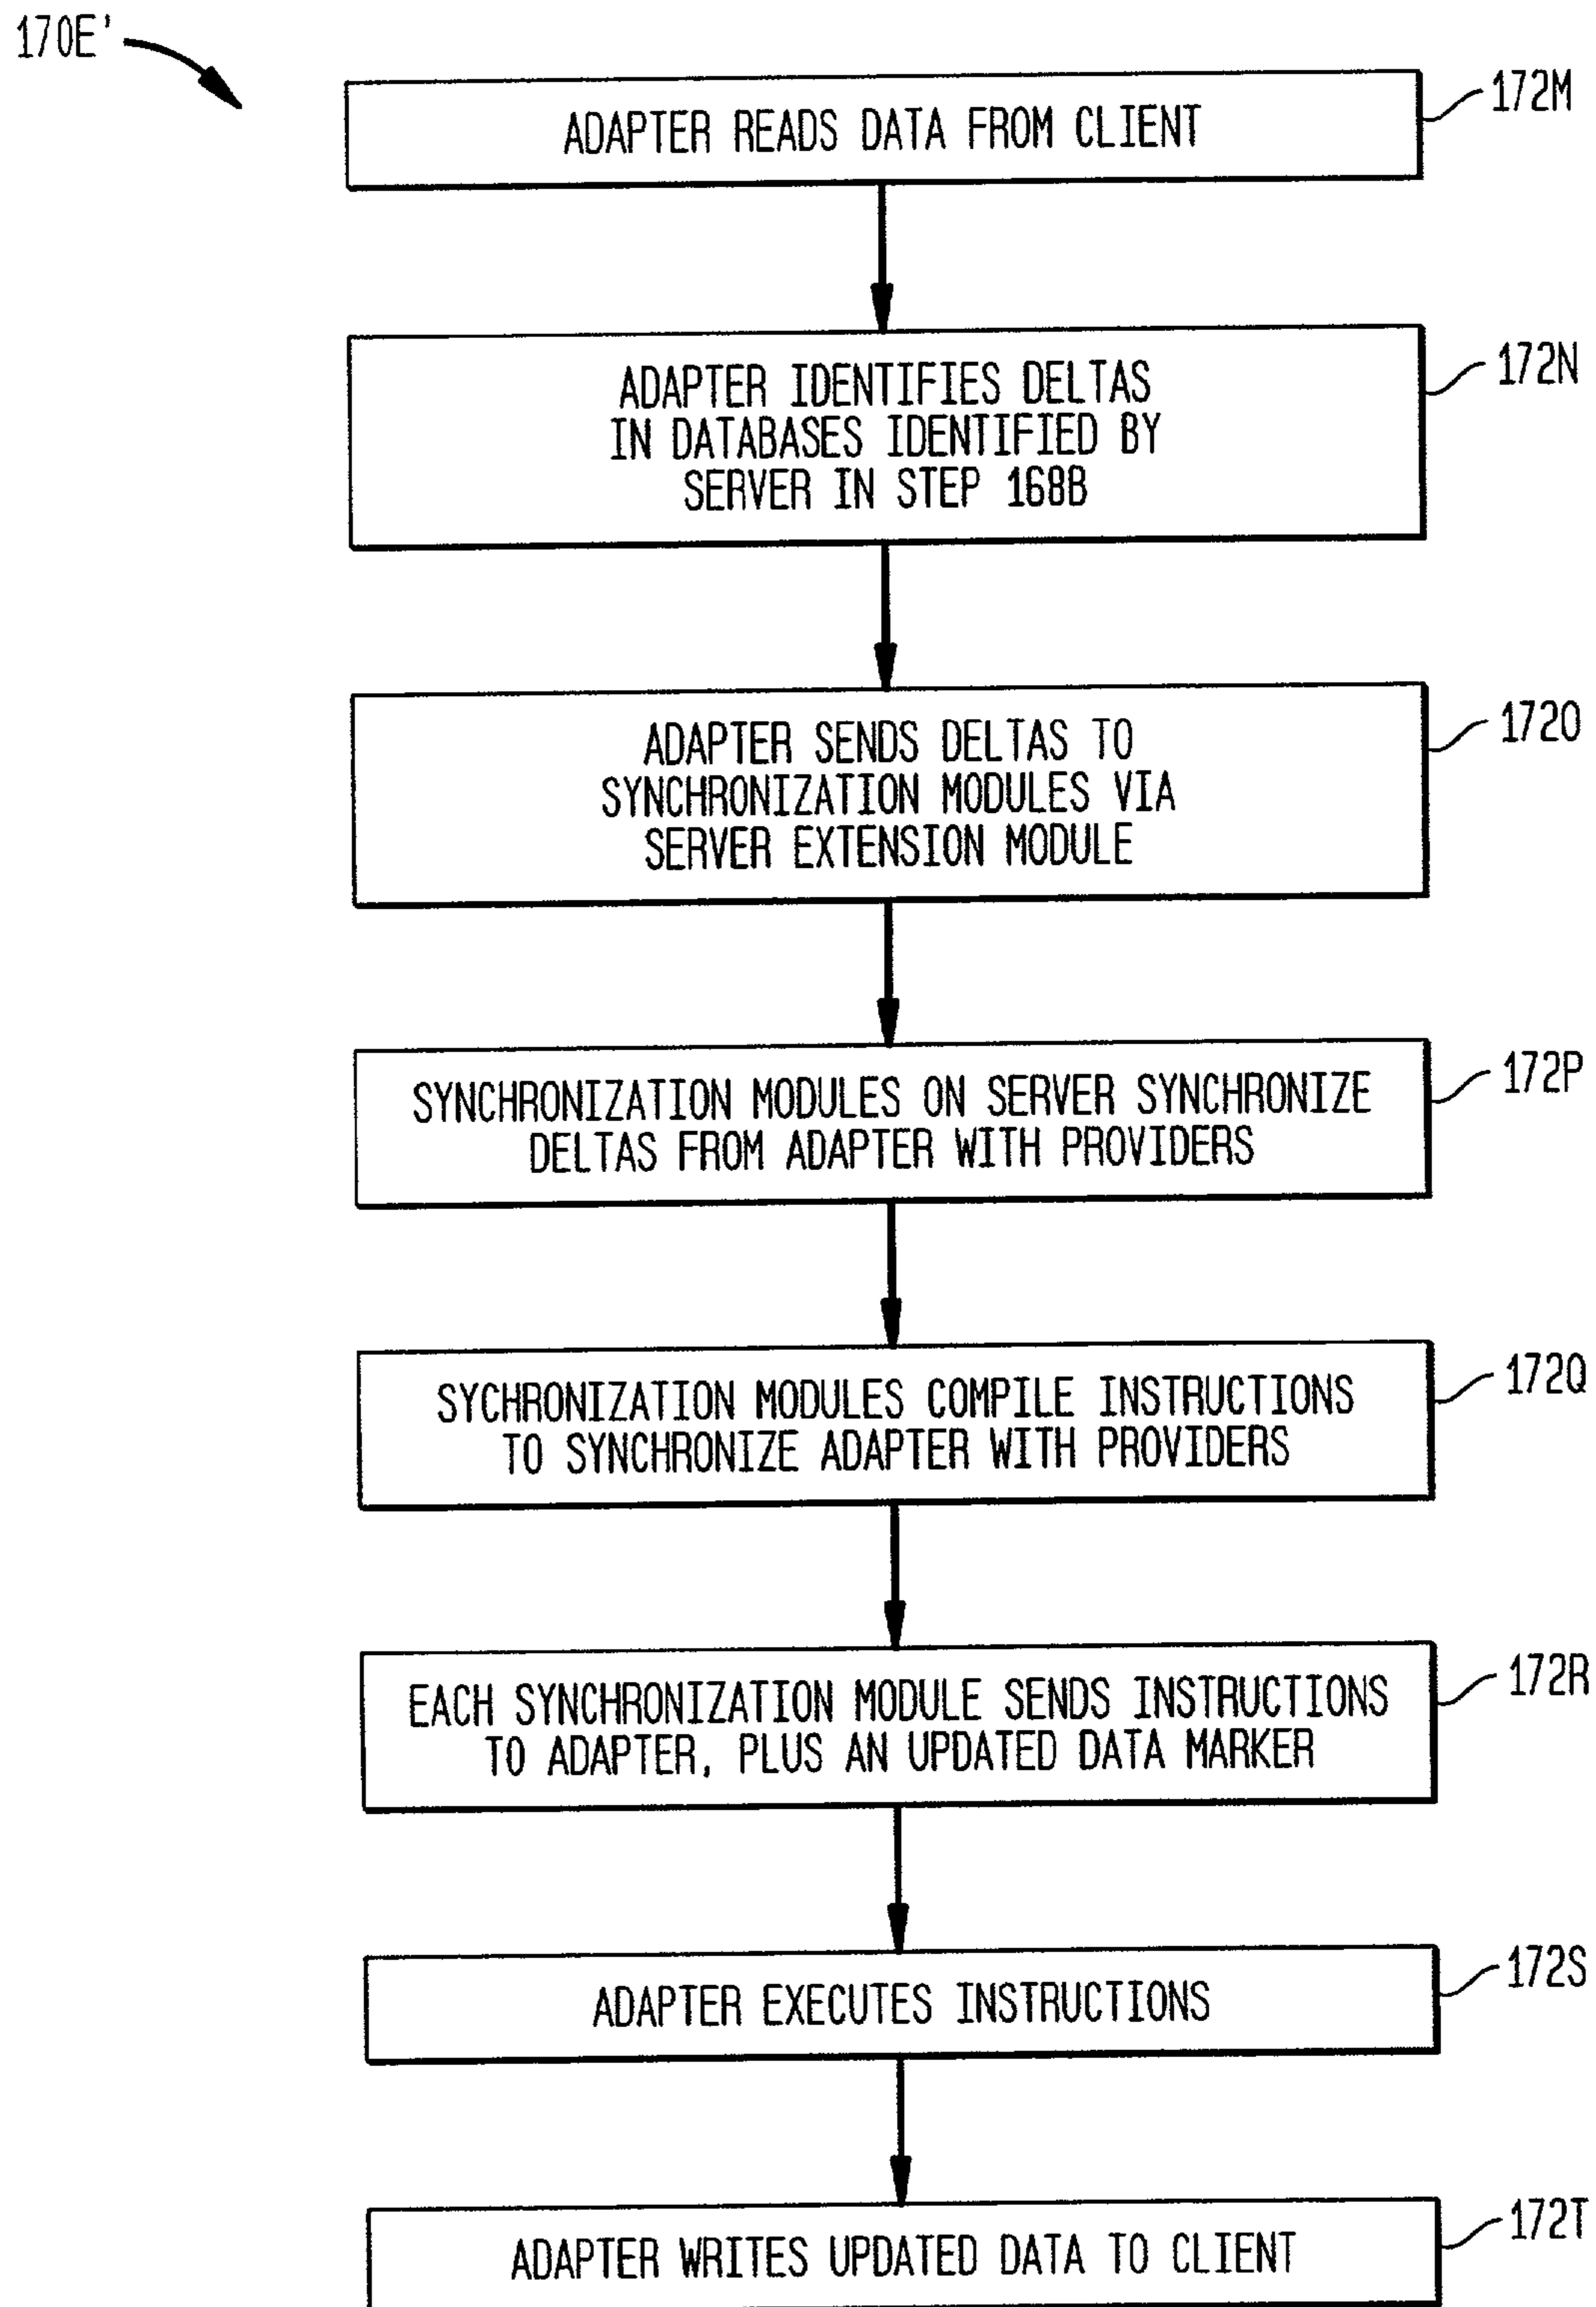 170E'
ADAPTER READS DATA FROM CLIENT
172M
ADAPTER IDENTIFIES DELTAS
IN DATABASES IDENTIFIED BY
SERVER IN STEP 168B
172N
ADAPTER SENDS DELTAS TO
SYNCHRONIZATION MODULES VIA
SERVER EXTENSION MODULE
172O
SYNCHRONIZATION MODULES ON SERVER SYNCHRONIZE
DELTAS FROM ADAPTER WITH PROVIDERS
172P
SYCHRONIZATION MODULES COMPILE INSTRUCTIONS
TO SYNCHRONIZE ADAPTER WITH PROVIDERS
172Q
EACH SYNCHRONIZATION MODULE SENDS INSTRUCTIONS
TO ADAPTER, PLUS AN UPDATED DATA MARKER
172R
ADAPTER EXECUTES INSTRUCTIONS
172S
ADAPTER WRITES UPDATED DATA TO CLIENT
172T